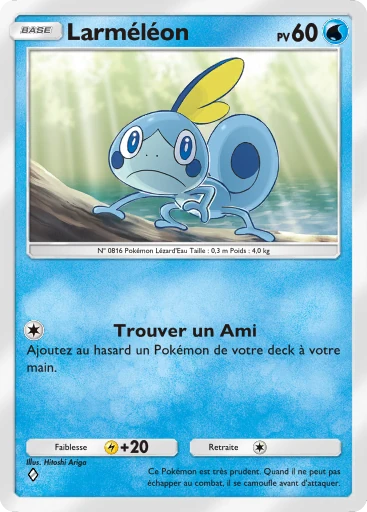 BASE Larméléon PV 60
N° 0816 Pokémon Lézard'Eau Taille : 0,3 m Poids : 4,0 kg
Trouver un Ami
Ajoutez au hasard un Pokémon de votre deck à votre
main.
Faiblesse +20 Retraite
Illus. Hitoshi Ariga
Ce Pokémon est très prudent. Quand il ne peut pas
échapper au combat, il se camoufle avant d'attaquer.